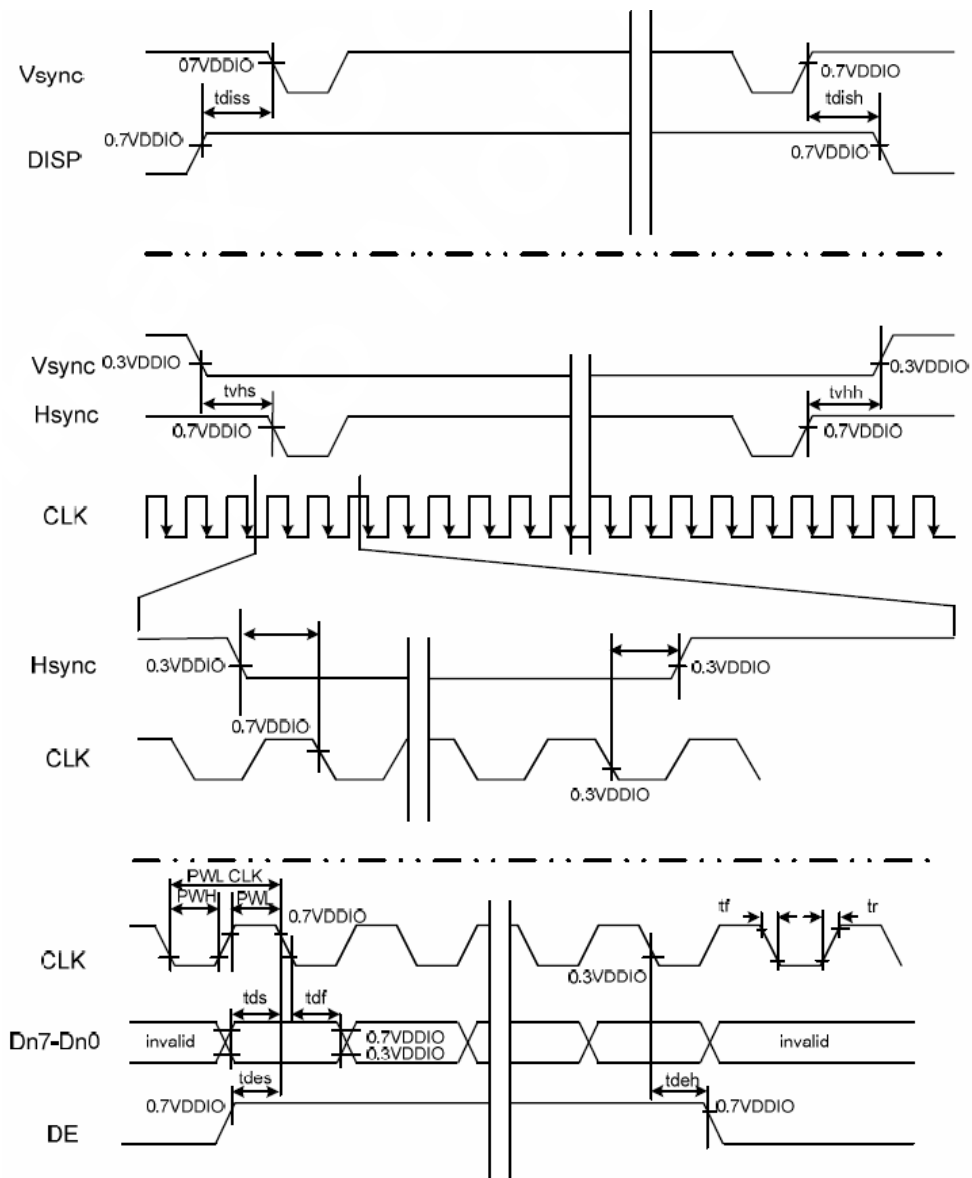 Vsync
07VDDIO
0.7VDDIO
tdiss
tdish
0.7VDDIO
0.7VDDIO
DISP
Vsync
0.3VDDIO
0.3VDDIO
tvhs
tvhh
Hsync
0.7VDDIO
0.7VDDIO
CLK
Hsync
0.3VDDIO
0.3VDDIO
0.7VDDIO
CLK
0.3VDDIO
PWL CLK
PWH
PWL
0.7VDDIO
tf
tr
CLK
0.3VDDIO
tds
tdf
Dn7-Dn0
invalid
0.7VDDIO
0.3VDDIO
invalid
tdes
tdeh
0.7VDDIO
0.7VDDIO
DE